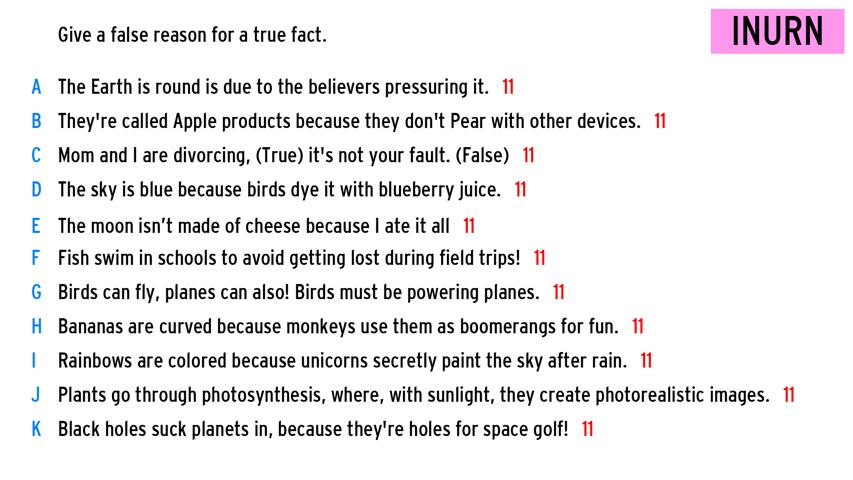 Give a false reason for a true fact.
INURN
A The Earth is round is due to the believers pressuring it. 11
B They're called Apple products because they don't Pear with other devices. 11
C Mom and I are divorcing, (True) it's not your fault. (False) 11
D The sky is blue because birds dye it with blueberry juice. 11
E The moon isn’t made of cheese because I ate it all 11
F Fish swim in schools to avoid getting lost during field trips! 11
G Birds can fly, planes can also! Birds must be powering planes. 11
H Bananas are curved because monkeys use them as boomerangs for fun. 11
I Rainbows are colored because unicorns secretly paint the sky after rain. 11
J Plants go through photosynthesis, where, with sunlight, they create photorealistic images. 11
K Black holes suck planets in, because they're holes for space golf! 11